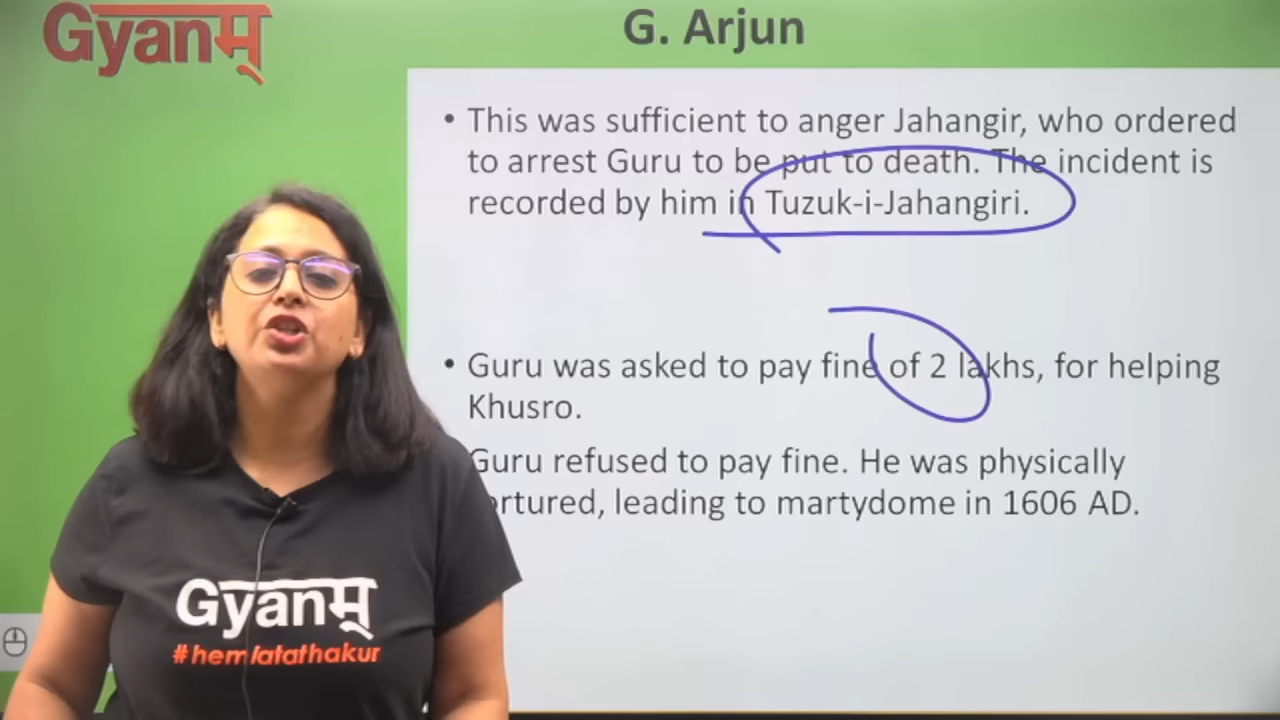 Gyanम्
G. Arjun
• This was sufficient to anger Jahangir, who ordered
to arrest Guru to be put to death. The incident is
recorded by him in Tuzuk-i-Jahangiri.
• Guru was asked to pay fine of 2 lakhs, for helping
Khusro.
Guru refused to pay fine. He was physically
ortured, leading to martydome in 1606 AD.
Gyanम्
#hemlatathakur